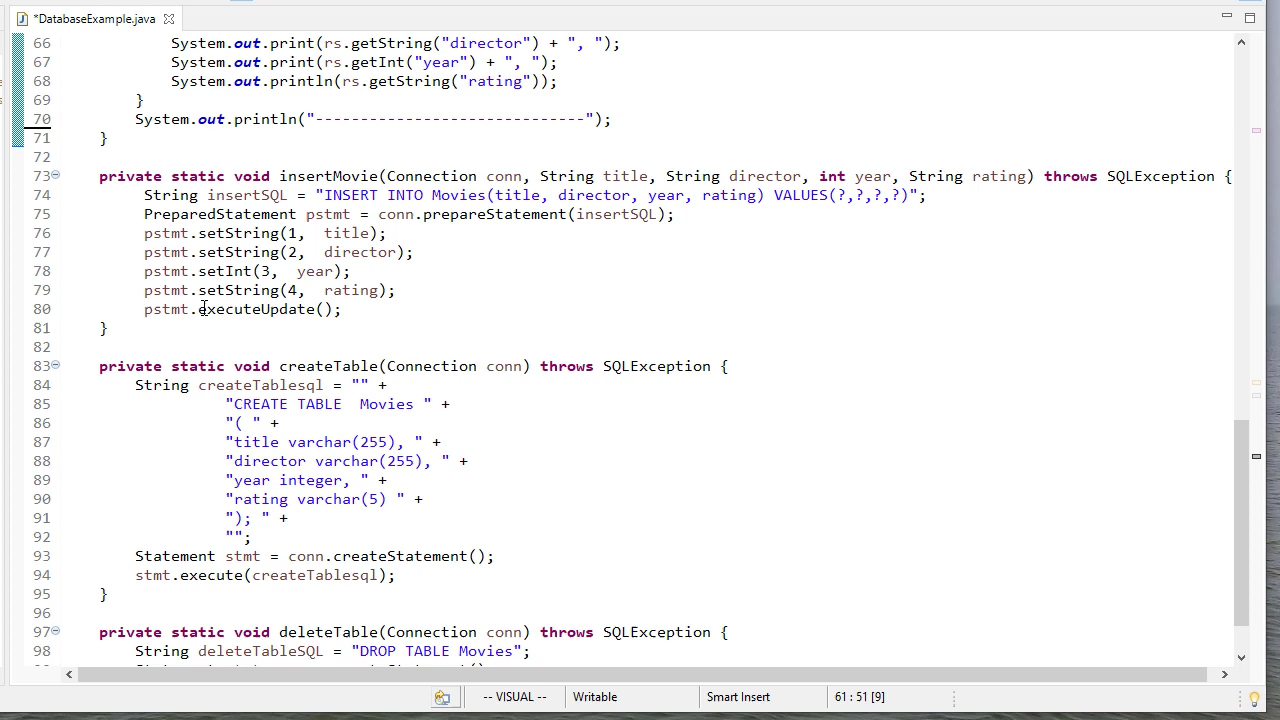 *DatabaseExample.java
66 System.out.print(rs.getString("director") + ", ");
67 System.out.print(rs.getInt("year") + ", ");
68 System.out.println(rs.getString("rating"));
69 }
70 System.out.println("------------------------------");
71 }
72
73 private static void insertMovie(Connection conn, String title, String director, int year, String rating) throws SQLException {
74 String insertSQL = "INSERT INTO Movies(title, director, year, rating) VALUES(?,?,?,?)";
75 PreparedStatement pstmt = conn.prepareStatement(insertSQL);
76 pstmt.setString(1,  title);
77 pstmt.setString(2,  director);
78 pstmt.setInt(3,  year);
79 pstmt.setString(4,  rating);
80 pstmt.executeUpdate();
81 }
82
83 private static void createTable(Connection conn) throws SQLException {
84 String createTablesql = "" +
85 "CREATE TABLE  Movies " +
86 "( " +
87 "title varchar(255), " +
88 "director varchar(255), " +
89 "year integer, " +
90 "rating varchar(5) " +
91 "); " +
92 "";
93 Statement stmt = conn.createStatement();
94 stmt.execute(createTablesql);
95 }
96
97 private static void deleteTable(Connection conn) throws SQLException {
98 String deleteTableSQL = "DROP TABLE Movies";
-- VISUAL -- Writable Smart Insert 61 : 51 [9]